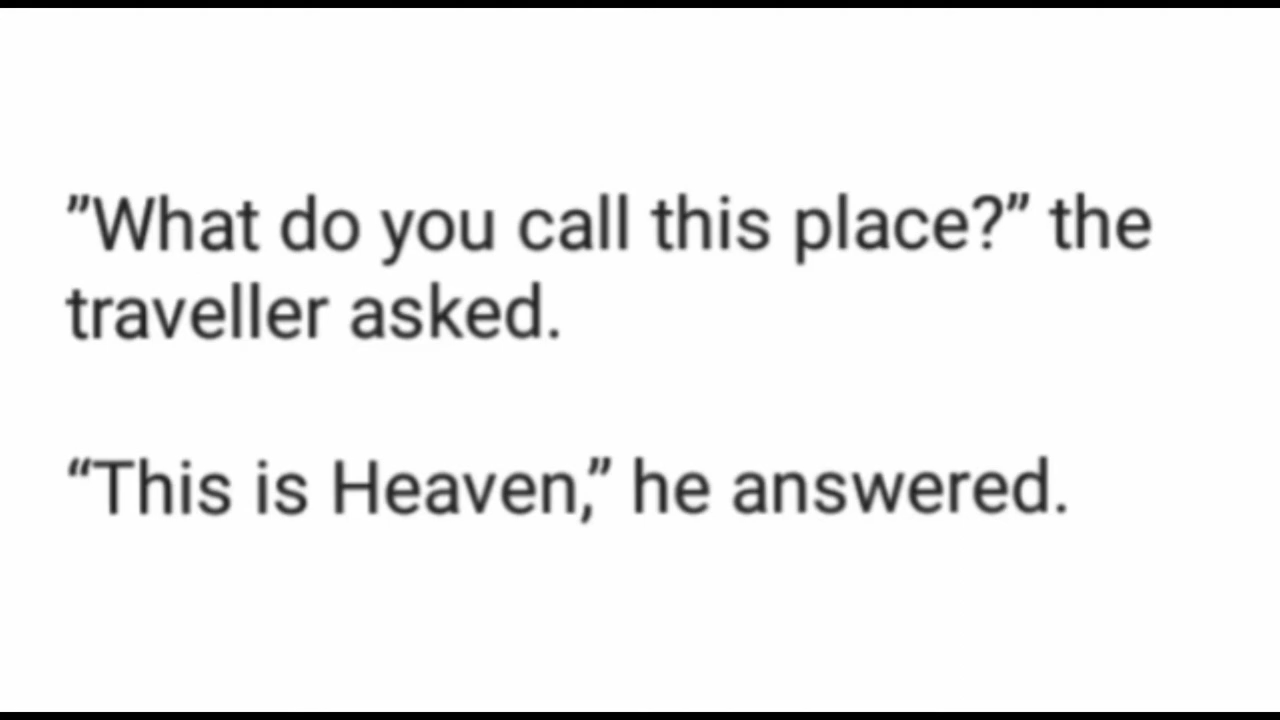 ”What do you call this place?” the
traveller asked.
“This is Heaven,” he answered.